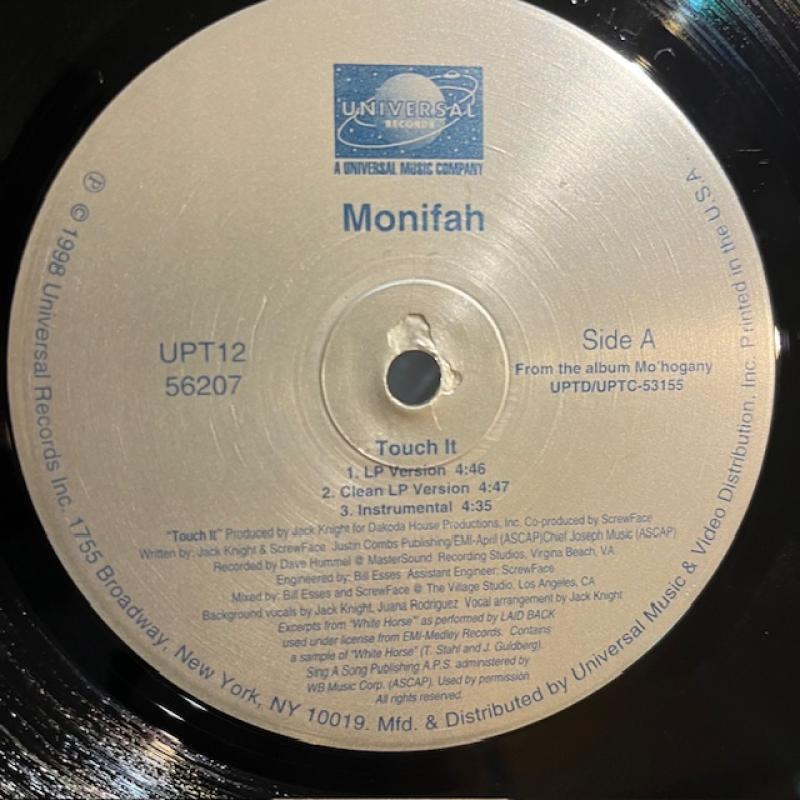 UNIVERSAL
RECORDS
A UNIVERSAL MUSIC COMPANY
Monifah
UPT12
56207
Side A
From the album Mo'hogany
UPTD/UPTC-53155
Touch It
1. LP Version 4:46
2. Clean LP Version 4:47
3. Instrumental 4:35
"Touch It" Produced by Jack Knight for Dakoda House Productions, Inc. Co-produced by ScrewFace
Written by: Jack Knight & ScrewFace Justin Combs Publishing/EMI-April (ASCAP)Chief Joseph Music (ASCAP)
Recorded by Dave Hummel @ MasterSound Recording Studios, Virgina Beach, VA
Engineered by: Bill Esses Assistant Engineer: ScrewFace
Mixed by: Bill Esses and ScrewFace @ The Village Studio, Los Angeles, CA
Background vocals by Jack Knight, Juana Rodriguez Vocal arrangement by Jack Knight
Excerpts from "White Horse" as performed by LAID BACK
used under license from EMI-Medley Records. Contains
a sample of "White Horse" (T. Stahl and J. Guldberg).
Sing A Song Publishing A.P.S. administered by
WB Music Corp. (ASCAP). Used by permission
All rights reserved.
℗ © 1998 Universal Records Inc. 1755 Broadway, New York, NY 10019. Mfd. & Distributed by Universal Music & Video Distribution, Inc. Printed in the U.S.A.